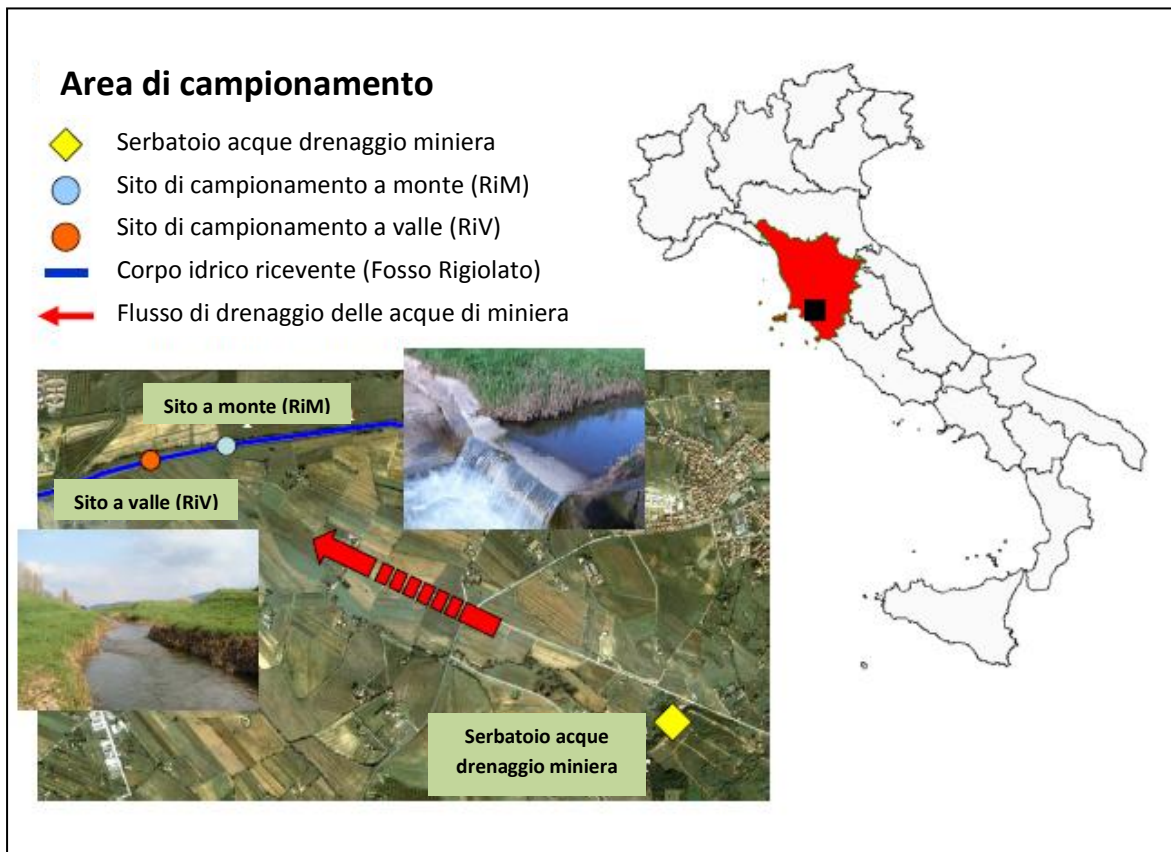 Area di campionamento
Serbatoio acque drenaggio miniera
Sito di campionamento a monte (RiM)
Sito di campionamento a valle (RiV)
Corpo idrico ricevente (Fosso Rigiolato)
Flusso di drenaggio delle acque di miniera
Sito a monte (RiM)
Sito a valle (RiV)
Serbatoio acque
drenaggio miniera